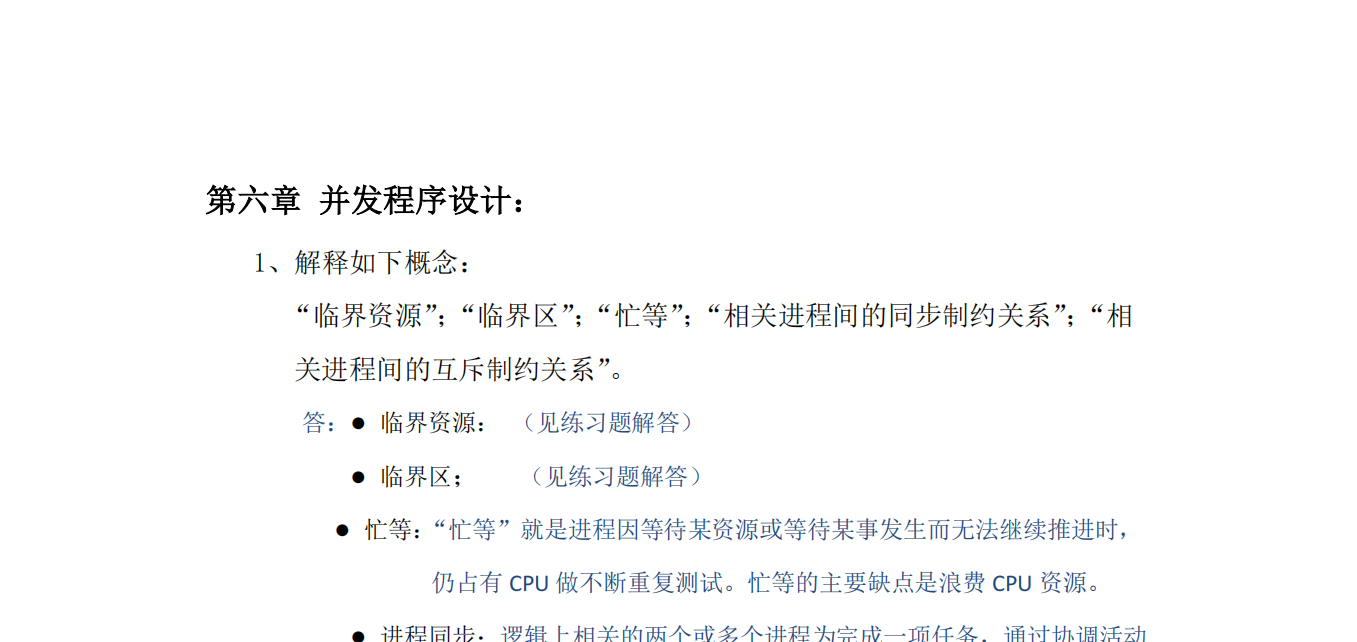 第六章 并发程序设计：
1、解释如下概念：
“临界资源”；“临界区”；“忙等”；“相关进程间的同步制约关系”；“相
关进程间的互斥制约关系”。
答：● 临界资源： （见练习题解答）
● 临界区； （见练习题解答）
● 忙等：“忙等”就是进程因等待某资源或等待某事发生而无法继续推进时，
仍占有 CPU 做不断重复测试。忙等的主要缺点是浪费 CPU 资源。
● 进程同步：逻辑上相关的两个或多个进程为完成一项任务，通过协调活动